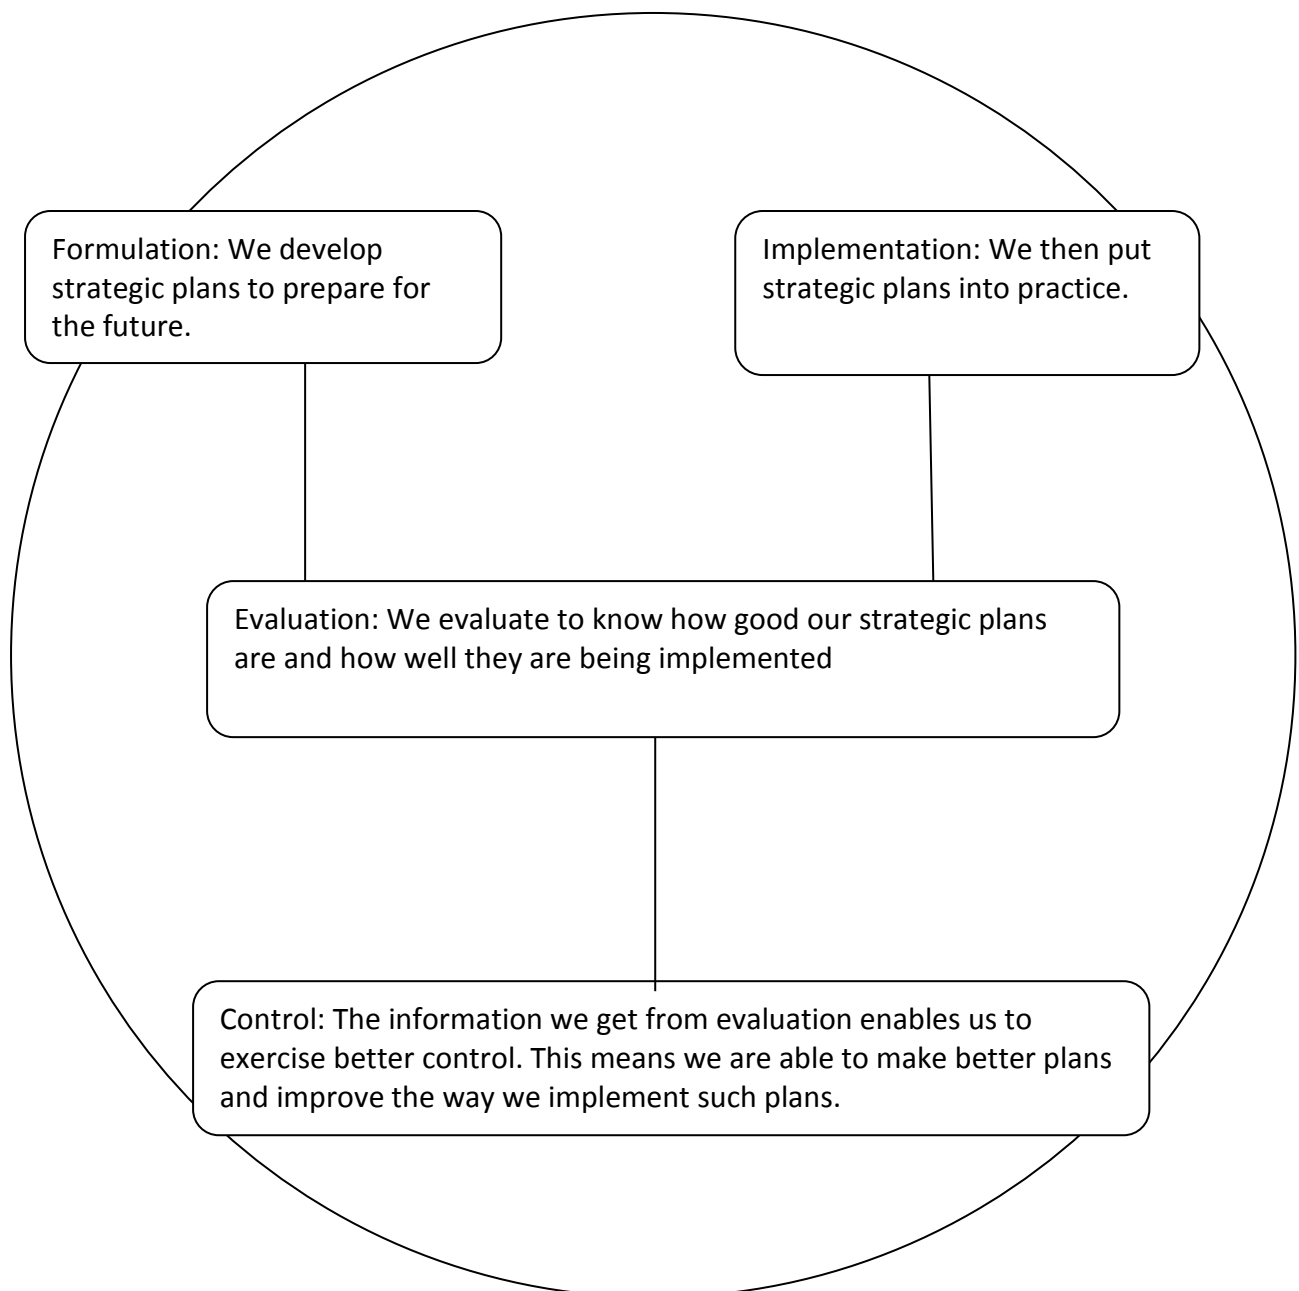 Formulation: We develop
strategic plans to prepare for
the future.
Implementation: We then put
strategic plans into practice.
Evaluation: We evaluate to know how good our strategic plans
are and how well they are being implemented
Control: The information we get from evaluation enables us to
exercise better control. This means we are able to make better plans
and improve the way we implement such plans.